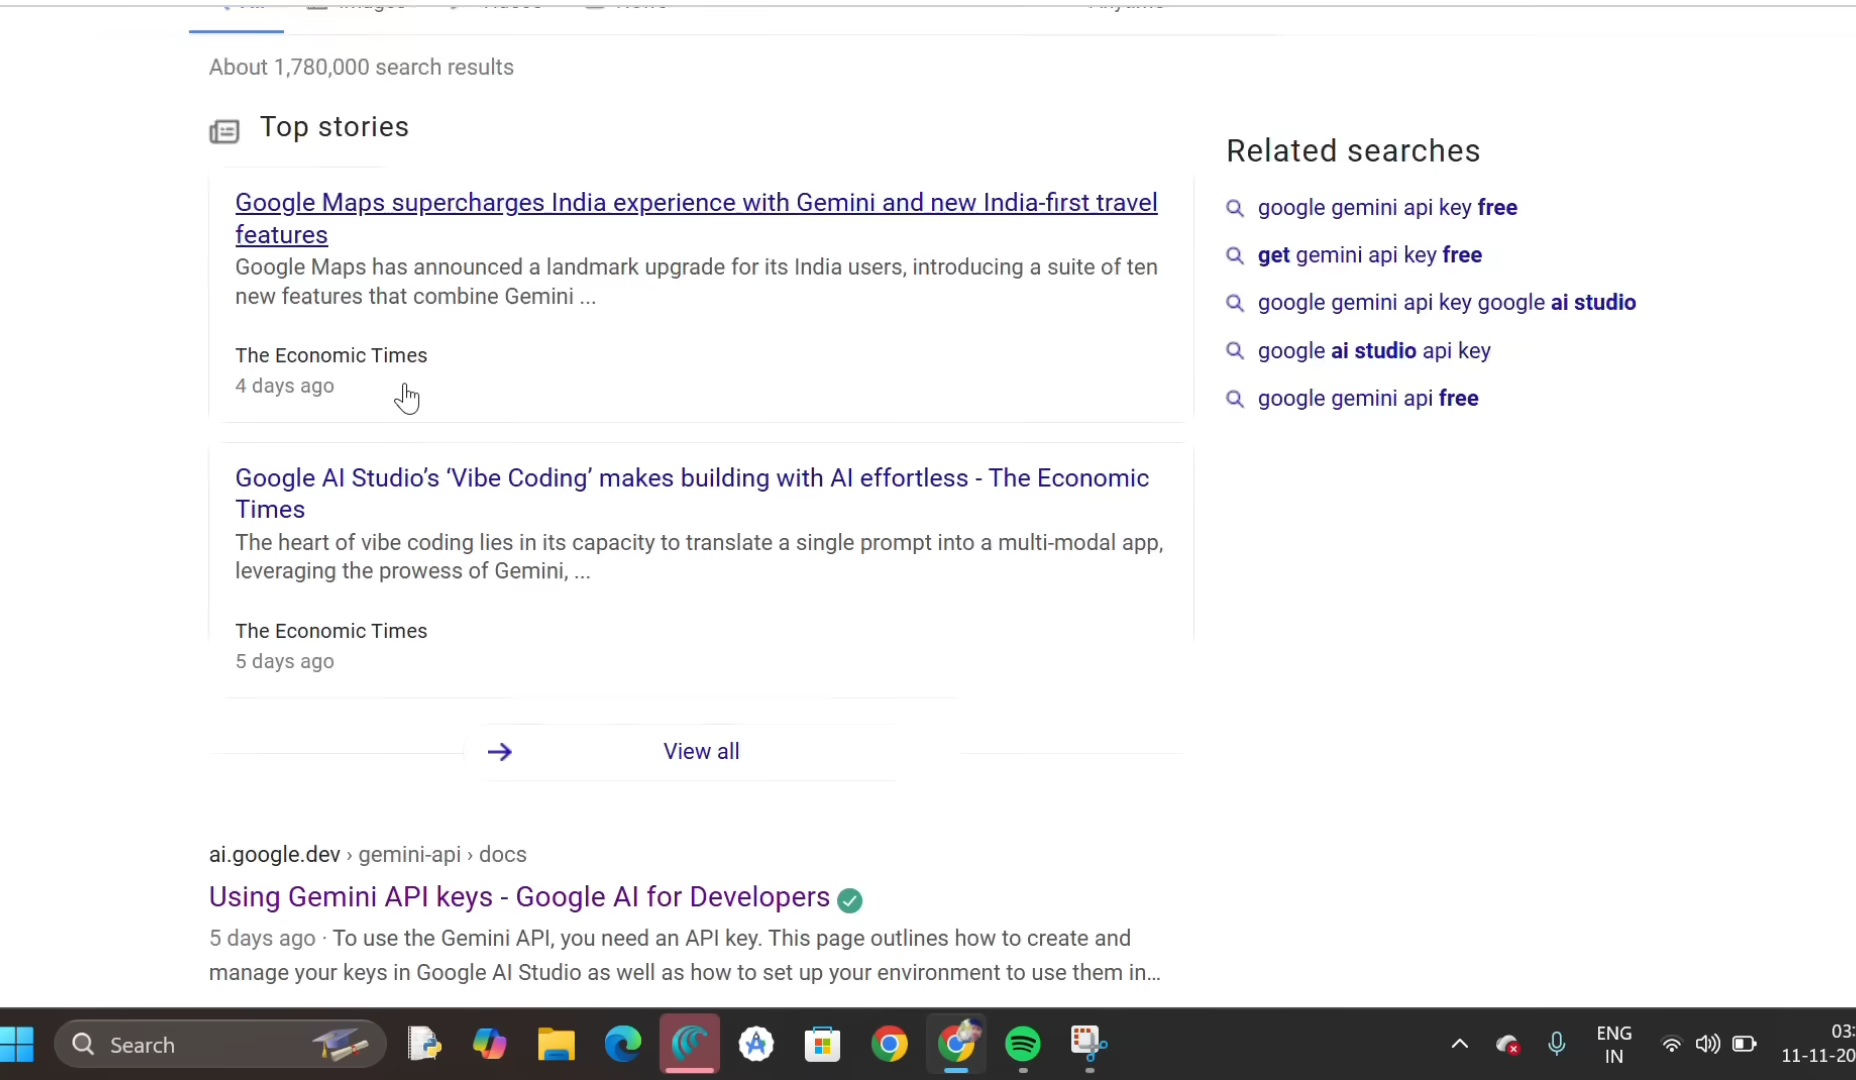 About 1,780,000 search results
Top stories
Google Maps supercharges India experience with Gemini and new India-first travel
features
Google Maps has announced a landmark upgrade for its India users, introducing a suite of ten
new features that combine Gemini ...
The Economic Times
4 days ago
Google AI Studio’s ‘Vibe Coding’ makes building with AI effortless - The Economic
Times
The heart of vibe coding lies in its capacity to translate a single prompt into a multi-modal app,
leveraging the prowess of Gemini, ...
The Economic Times
5 days ago
View all
ai.google.dev › gemini-api › docs
Using Gemini API keys - Google AI for Developers
5 days ago · To use the Gemini API, you need an API key. This page outlines how to create and
manage your keys in Google AI Studio as well as how to set up your environment to use them in...
Related searches
google gemini api key free
get gemini api key free
google gemini api key google ai studio
google ai studio api key
google gemini api free
Search
ENG
IN
03:
11-11-20